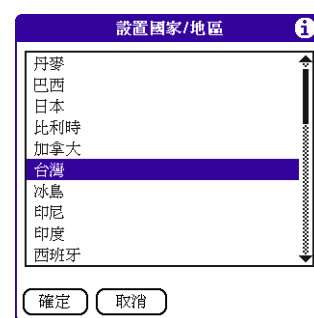 設置國家/地區
丹麥
巴西
日本
比利時
加拿大
台灣
冰島
印尼
印度
西班牙
確定 取消